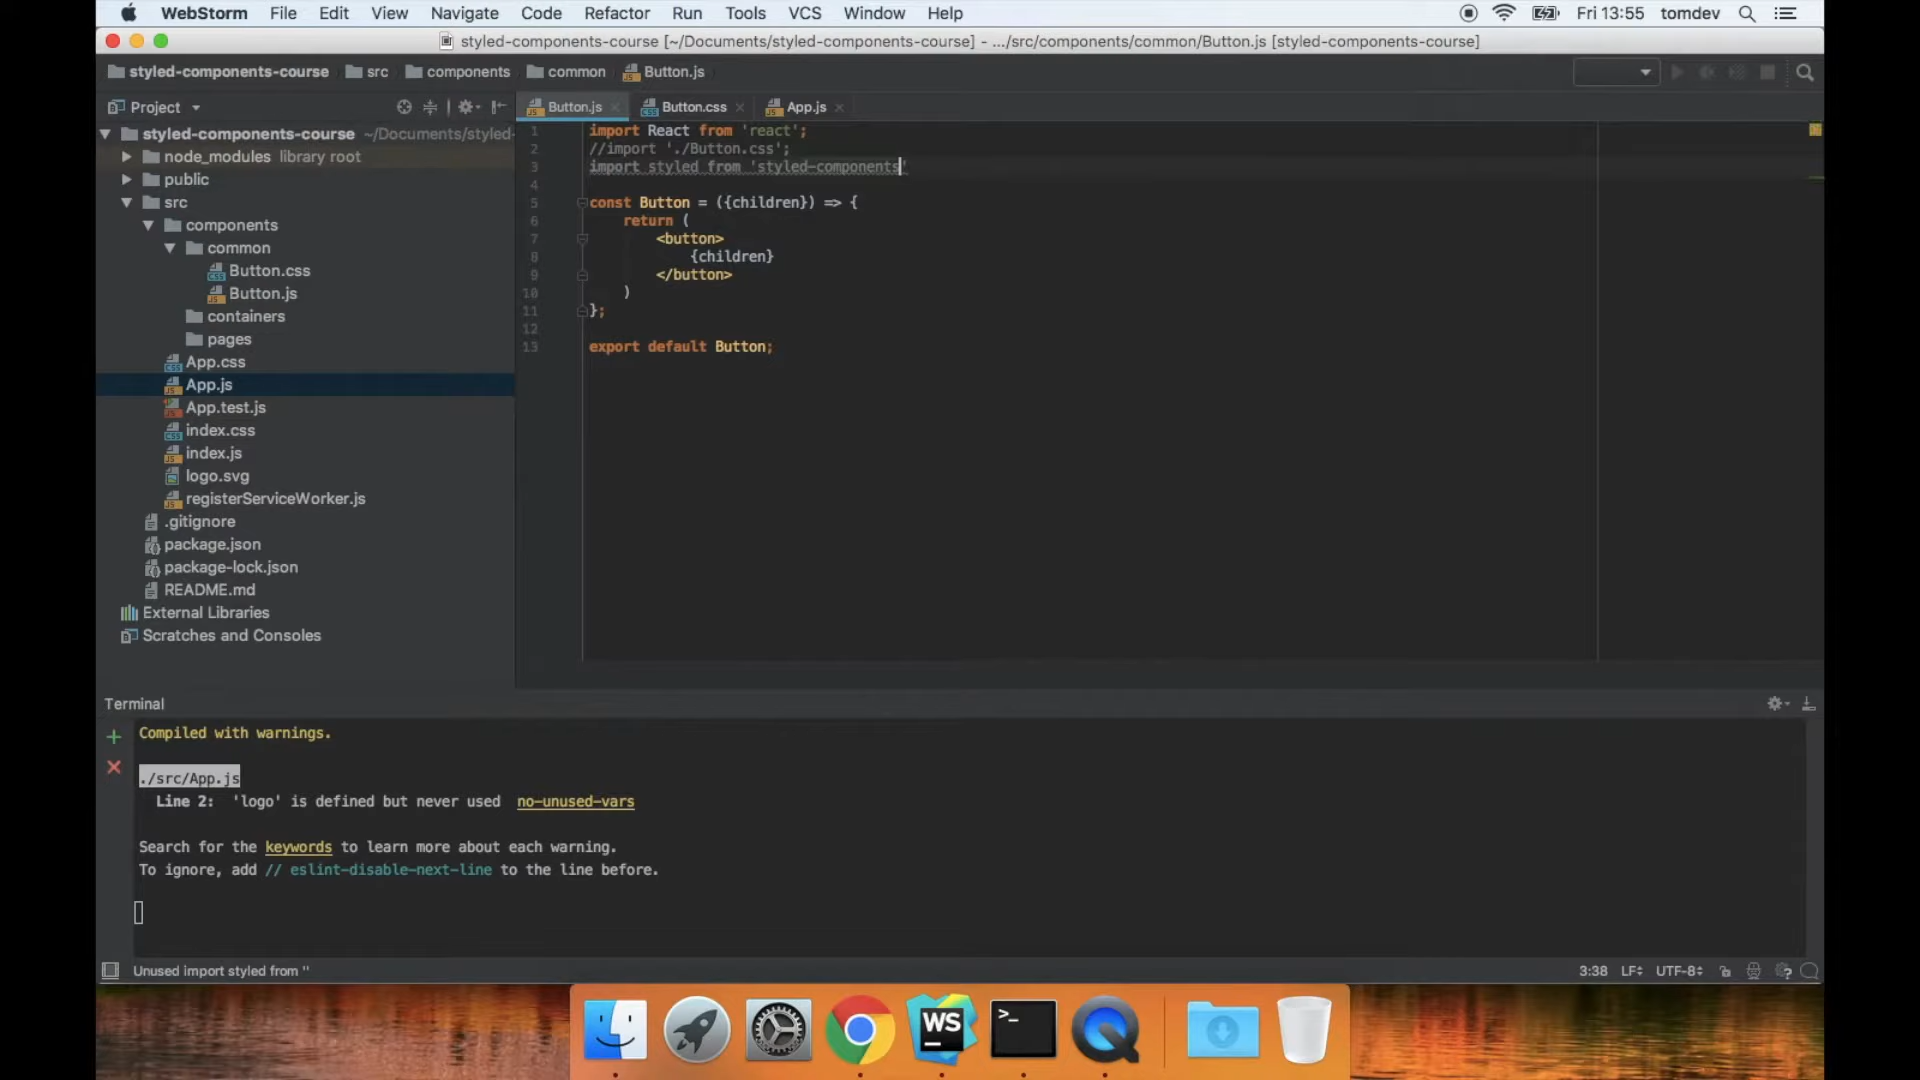 WebStorm File Edit View Navigate Code Refactor Run Tools VCS Window Help Fri 13:55 tomdev
styled-components-course [~/Documents/styled-components-course] - .../src/components/common/Button.js [styled-components-course]
styled-components-course src components common Button.js
Project Button.js Button.css App.js
styled-components-course ~/Documents/styled-
node_modules library root
public
src
components
common
Button.css
Button.js
containers
pages
App.css
App.js
App.test.js
index.css
index.js
logo.svg
registerServiceWorker.js
.gitignore
package.json
package-lock.json
README.md
External Libraries
Scratches and Consoles
1 import React from 'react';
2 //import './Button.css';
3 import styled from 'styled-components'
4
5 const Button = ({children}) => {
6 return (
7 <button>
8 {children}
9 </button>
10 )
11 };
12
13 export default Button;
Terminal
Compiled with warnings.
./src/App.js
Line 2: 'logo' is defined but never used no-unused-vars
Search for the keywords to learn more about each warning.
To ignore, add // eslint-disable-next-line to the line before.
Unused import styled from '' 3:38 LF UTF-8
WS
>_